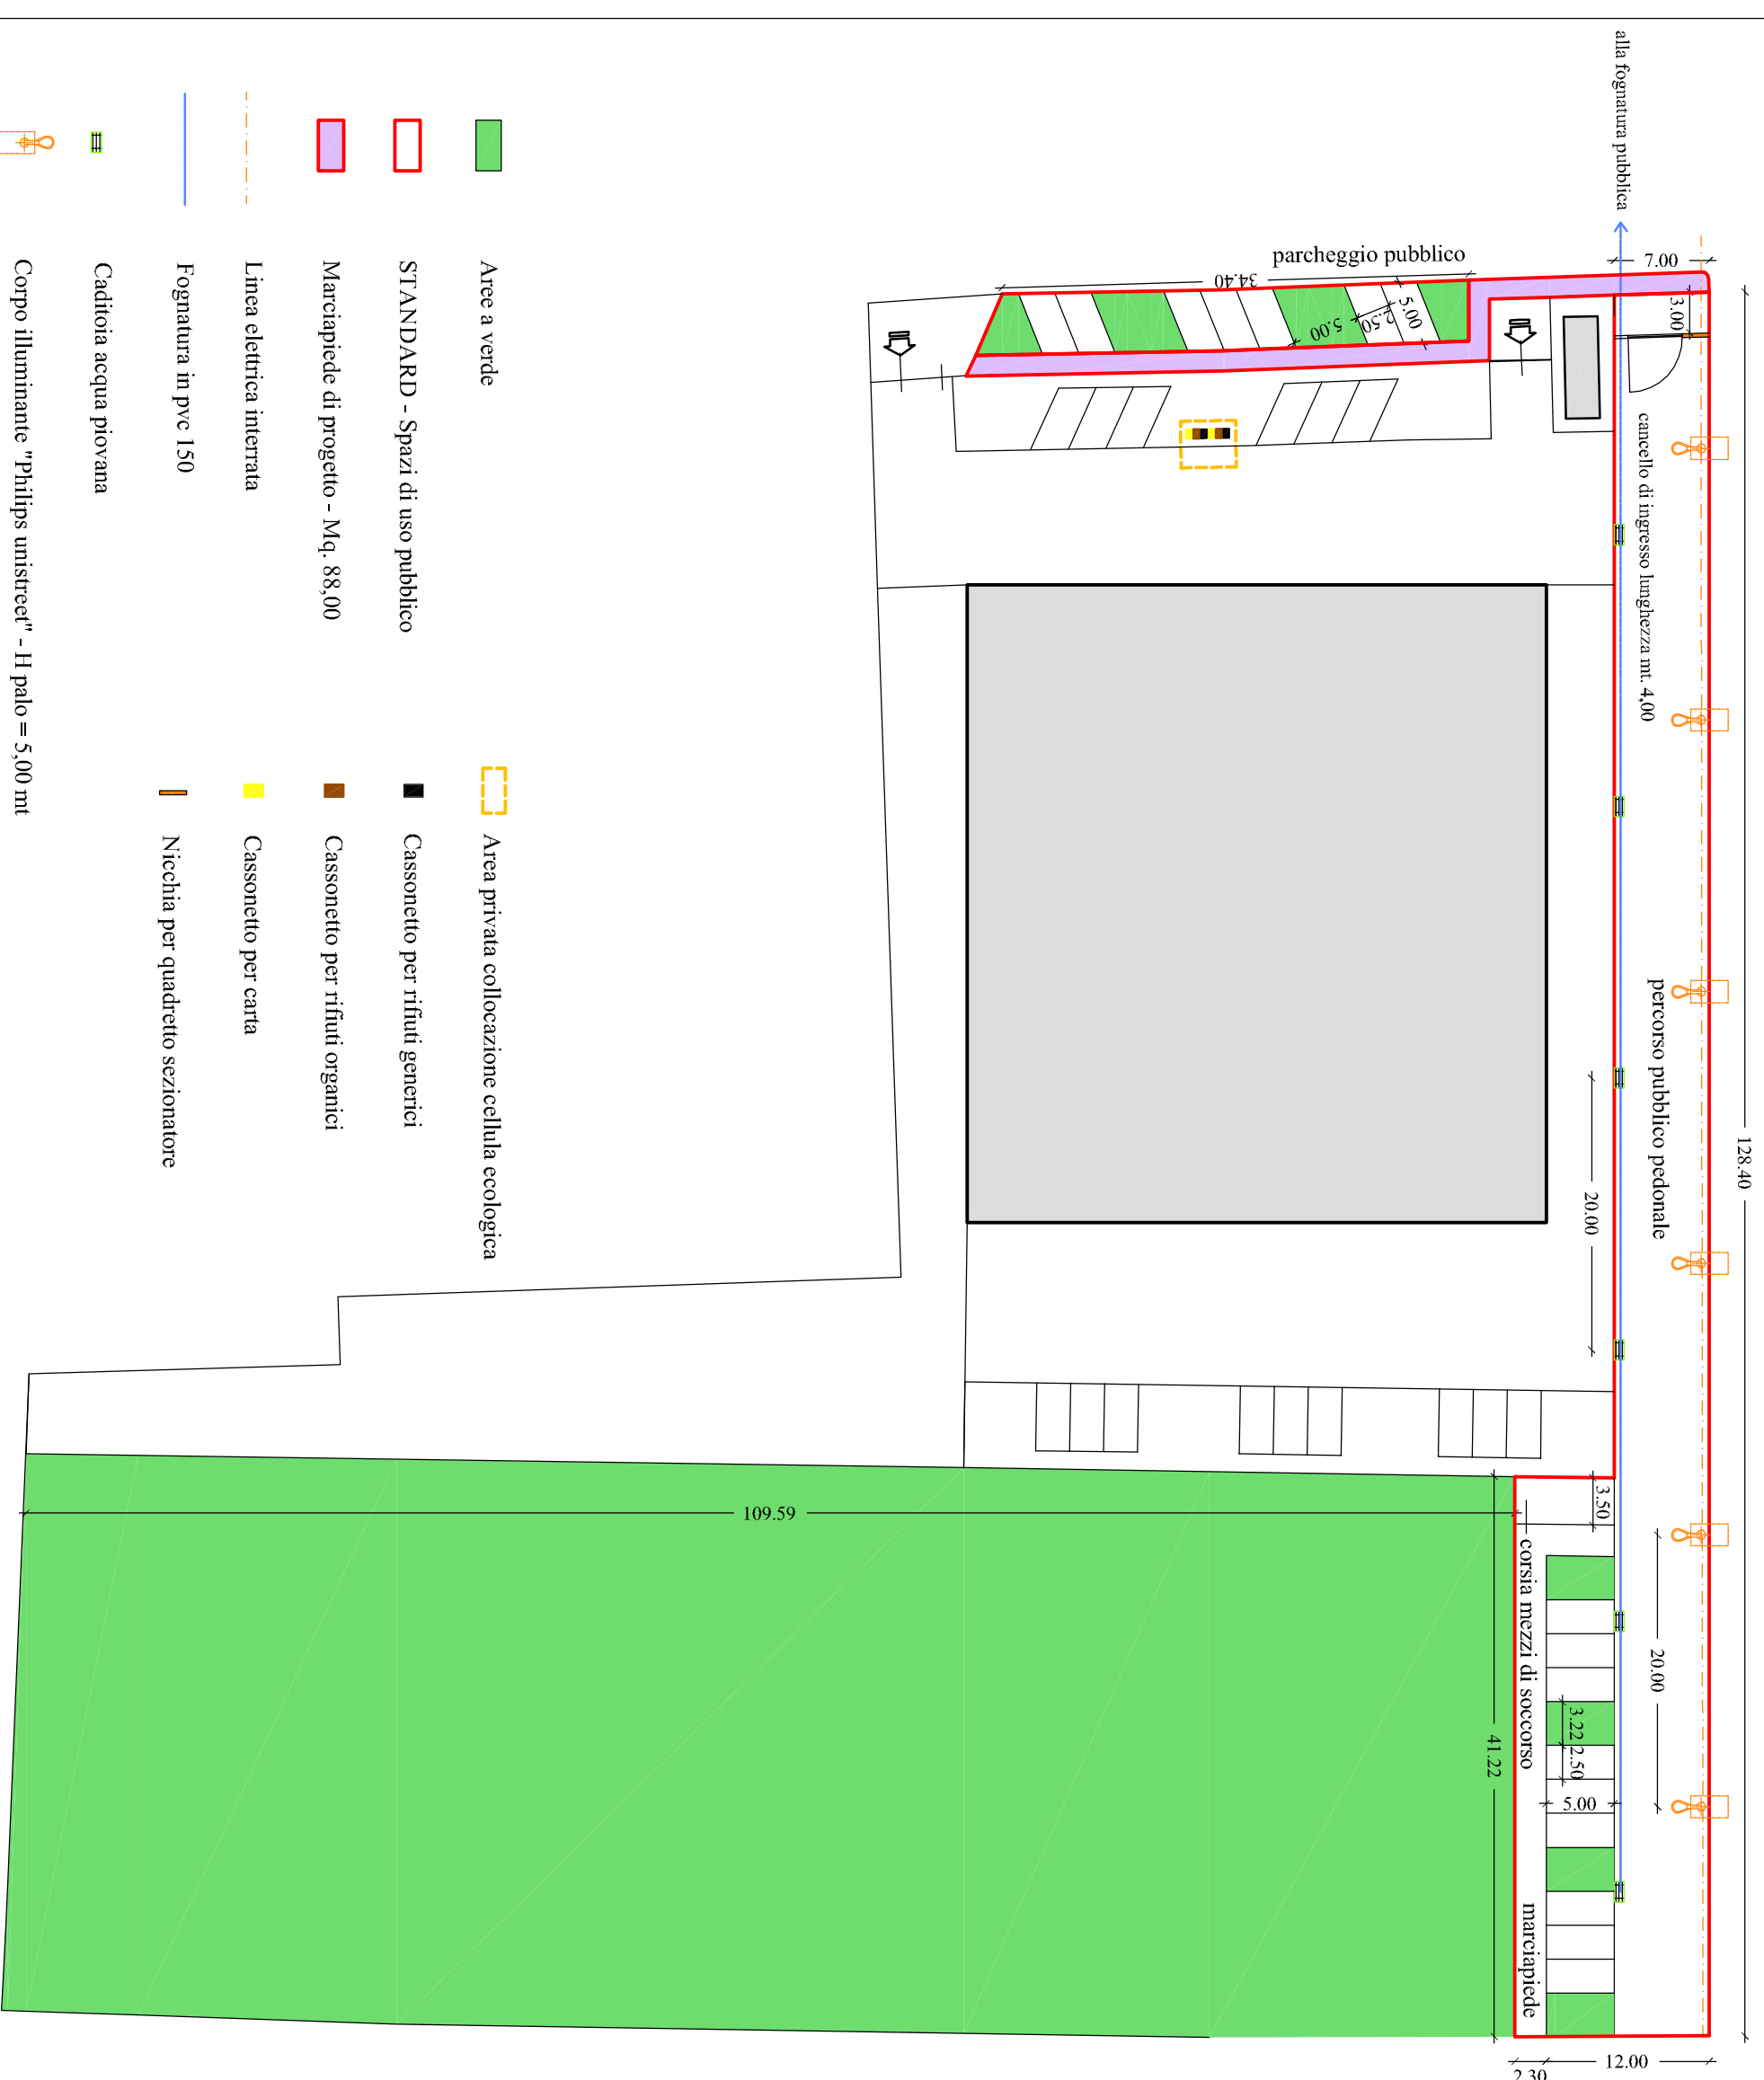 alla fognatura pubblica
7.00
3.00
parcheggio pubblico
34.40
5.00
2.50
5.00
cancello di ingresso lunghezza mt. 4,00
percorso pubblico pedonale
128.40
20.00
20.00
3.50
corsia mezzi di soccorso
3.22
2.50
5.00
marciapiede
41.22
109.59
12.00
2.30
Aree a verde
STANDARD - Spazi di uso pubblico
Marciapiede di progetto - Mq. 88,00
Linea elettrica interrata
Fognatura in pvc 150
Caditoia acqua piovana
Corpo illuminante "Philips unistreet" - H palo = 5,00 mt
Area privata collocazione cellula ecologica
Cassonetto per rifiuti generici
Cassonetto per rifiuti organici
Cassonetto per carta
Nicchia per quadretto sezionatore